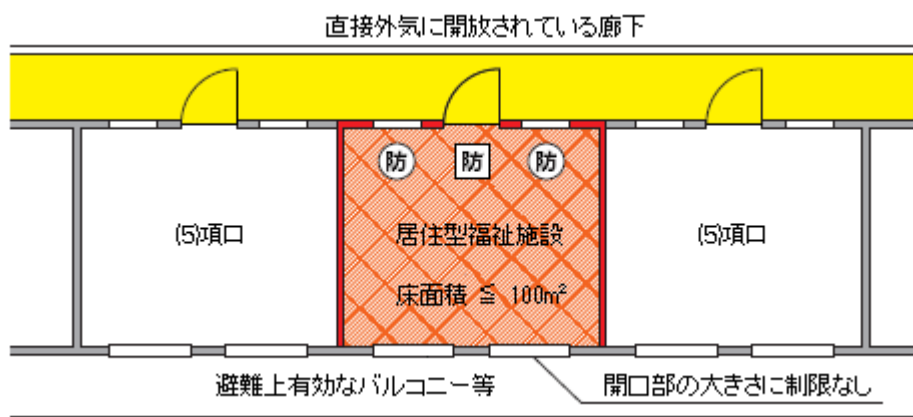 直接外気に開放されている廊下
防 防 防
(5)項ロ 居住型福祉施設 (5)項ロ
床面積 ≦ 100m²
避難上有効なバルコニー等 開口部の大きさに制限なし